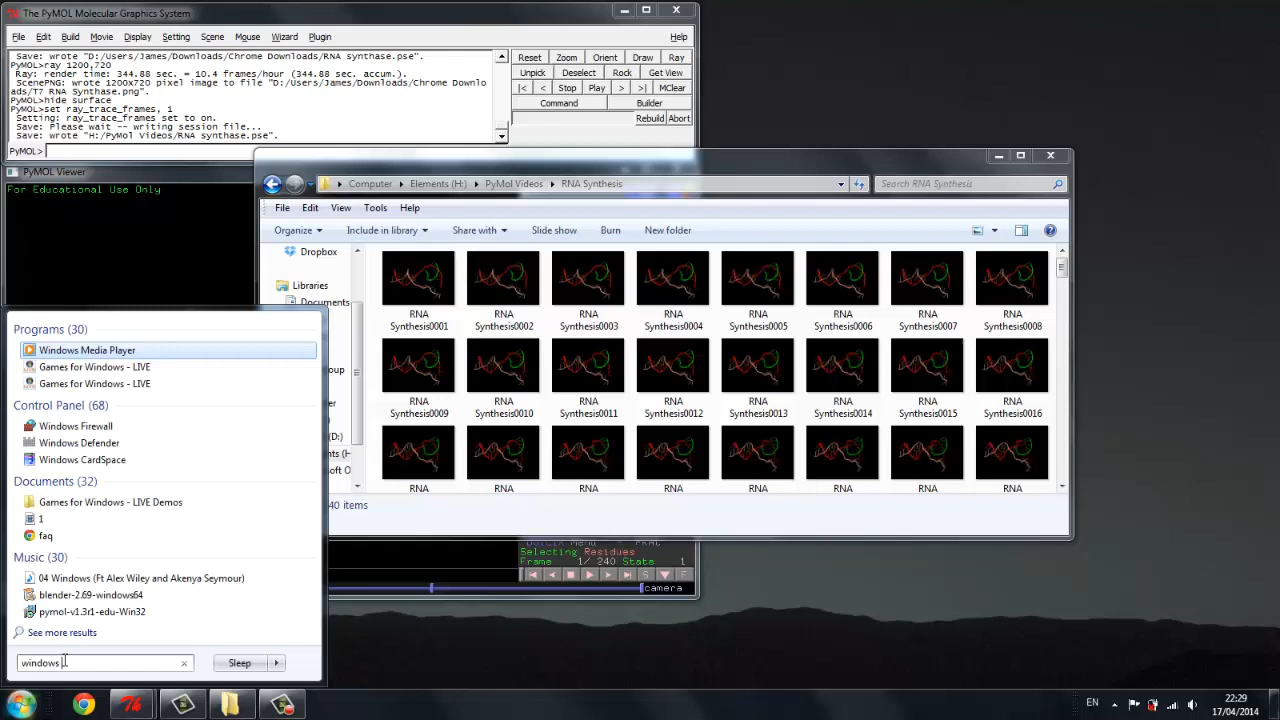 The PyMOL Molecular Graphics System
File Edit Build Movie Display Setting Scene Mouse Wizard Plugin Help
Save: wrote "D:/Users/James/Downloads/Chrome Downloads/RNA synthase.pse".
PyMOL>ray 1200,720
Ray: render time: 344.88 sec. = 10.4 frames/hour (344.88 sec. accum.).
ScenePNG: wrote 1200x720 pixel image to file "D:/Users/James/Downloads/Chrome Downlo
ads/T7 RNA Synthase.png".
PyMOL>hide surface
PyMOL>set ray_trace_frames, 1
Setting: ray_trace_frames set to on.
Save: Please wait -- writing session file...
Save: wrote "H:/PyMol Videos/RNA synthase.pse".
PyMOL>
Reset Zoom Orient Draw Ray
Unpick Deselect Rock Get View
|< < Stop Play > >| MClear
Command Builder
Rebuild Abort
PyMOL Viewer
For Educational Use Only
Computer Elements (H:) PyMol Videos RNA Synthesis
Search RNA Synthesis
File Edit View Tools Help
Organize Include in library Share with Slide show Burn New folder
Dropbox
Libraries
Documents
RNA Synthesis0001
RNA Synthesis0002
RNA Synthesis0003
RNA Synthesis0004
RNA Synthesis0005
RNA Synthesis0006
RNA Synthesis0007
RNA Synthesis0008
RNA Synthesis0009
RNA Synthesis0010
RNA Synthesis0011
RNA Synthesis0012
RNA Synthesis0013
RNA Synthesis0014
RNA Synthesis0015
RNA Synthesis0016
RNA RNA RNA RNA RNA RNA RNA RNA
40 items
Programs (30)
Windows Media Player
Games for Windows - LIVE
Games for Windows - LIVE
Control Panel (68)
Windows Firewall
Windows Defender
Windows CardSpace
Documents (32)
Games for Windows - LIVE Demos
1
faq
Music (30)
04 Windows (Ft Alex Wiley and Akenya Seymour)
blender-2.69-windows64
pymol-v1.3r1-edu-Win32
See more results
windows
Sleep
Selecting Residues
Frame 1/ 240 State 1
camera
EN
22:29
17/04/2014